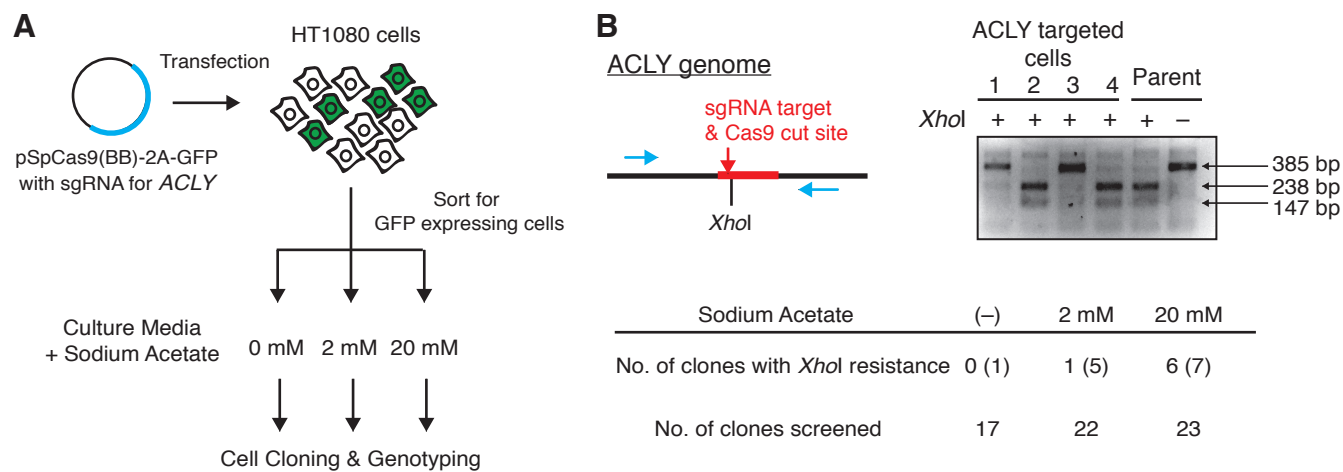 A
HT1080 cells
Transfection
pSpCas9(BB)-2A-GFP
with sgRNA for ACLY
Sort for
GFP expressing cells
Culture Media
+ Sodium Acetate
0 mM 2 mM 20 mM
Cell Cloning & Genotyping
B
ACLY genome
sgRNA target
& Cas9 cut site
XhoI
ACLY targeted
cells
Parent
1 2 3 4
XhoI + + + + + –
385 bp
238 bp
147 bp
Sodium Acetate (–) 2 mM 20 mM
No. of clones with XhoI resistance 0 (1) 1 (5) 6 (7)
No. of clones screened 17 22 23